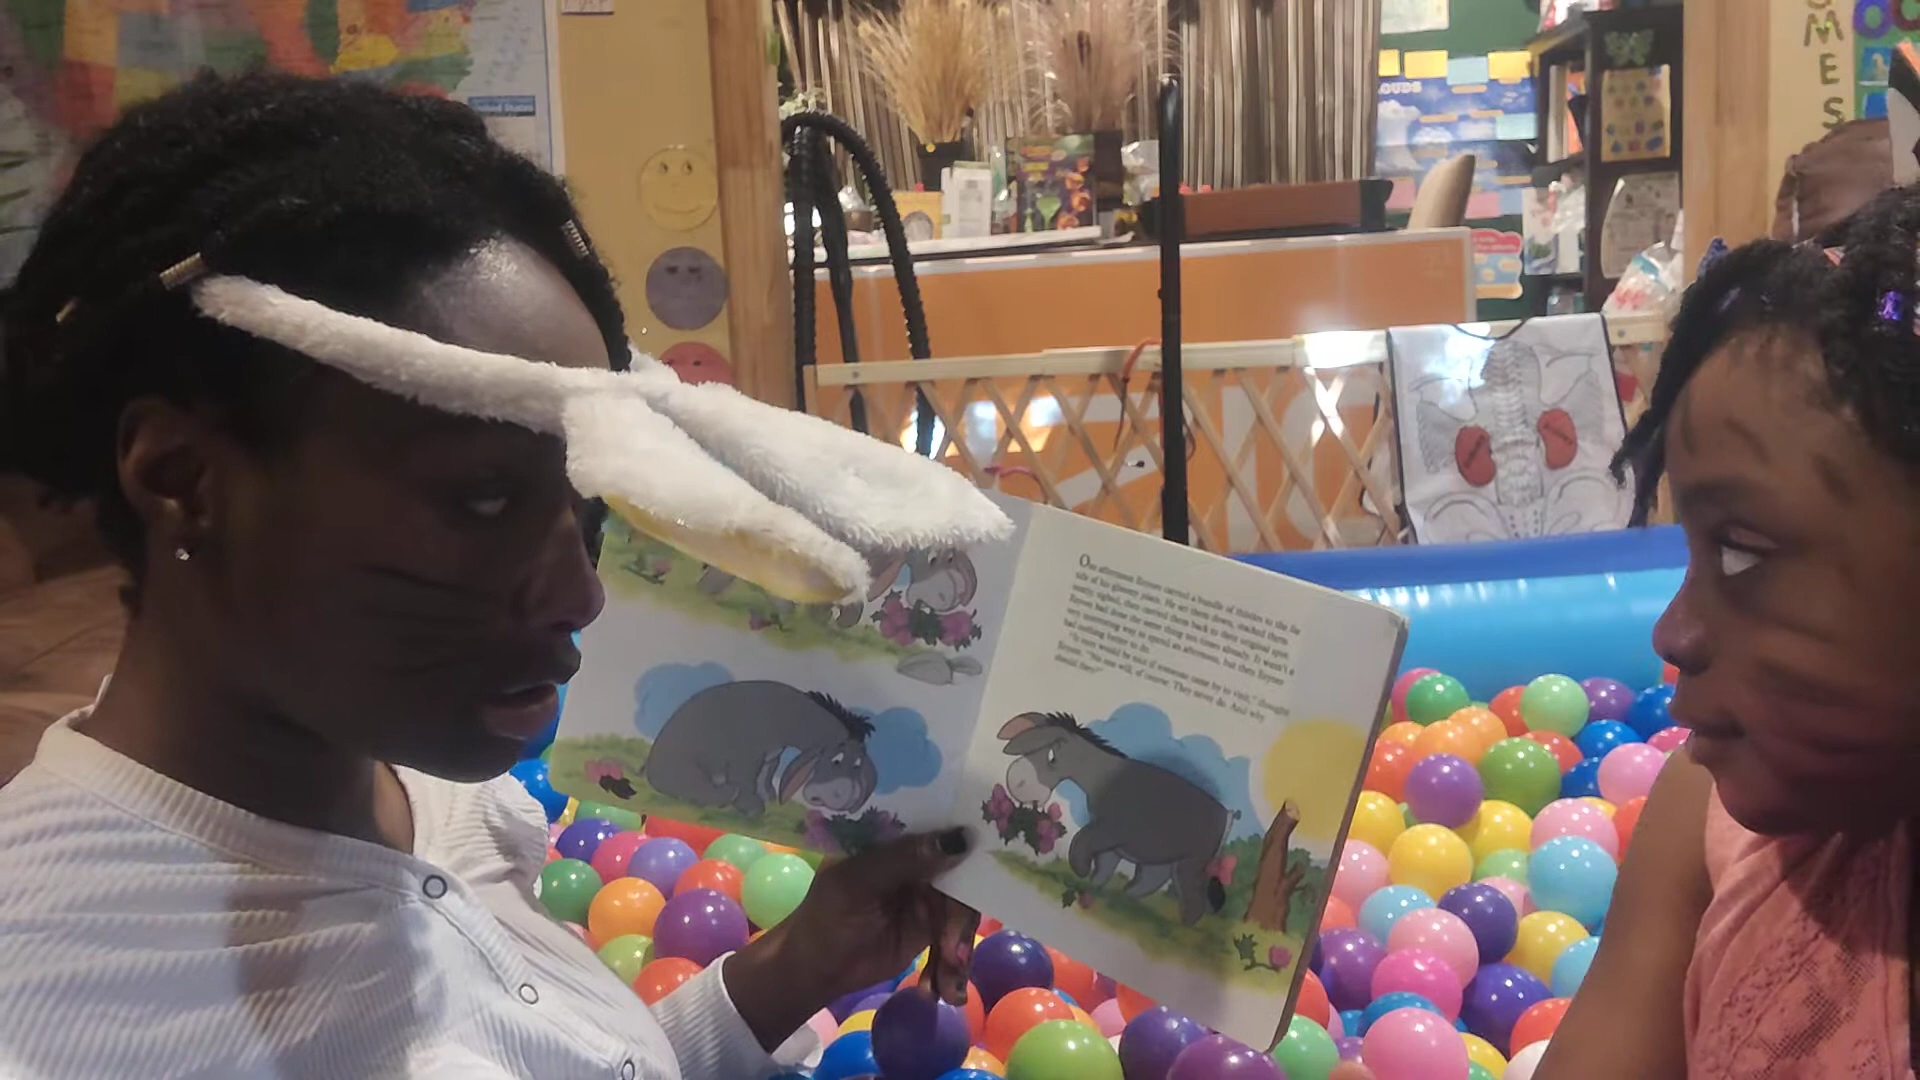 United States
LOUDS
M
E
S
One afternoon Eeyore carried a bundle of thistles to the far
side of his gloomy place. He set them down, stacked them
neatly, sighed, then carried them back to their original spot.
Eeyore had done the same thing ten times already. It wasn't a
very interesting way to spend an afternoon, but then Eeyore
had nothing better to do.
"It sure would be nice if someone came by to visit," thought
Eeyore. "No one will, of course. They never do. And why
should they?"